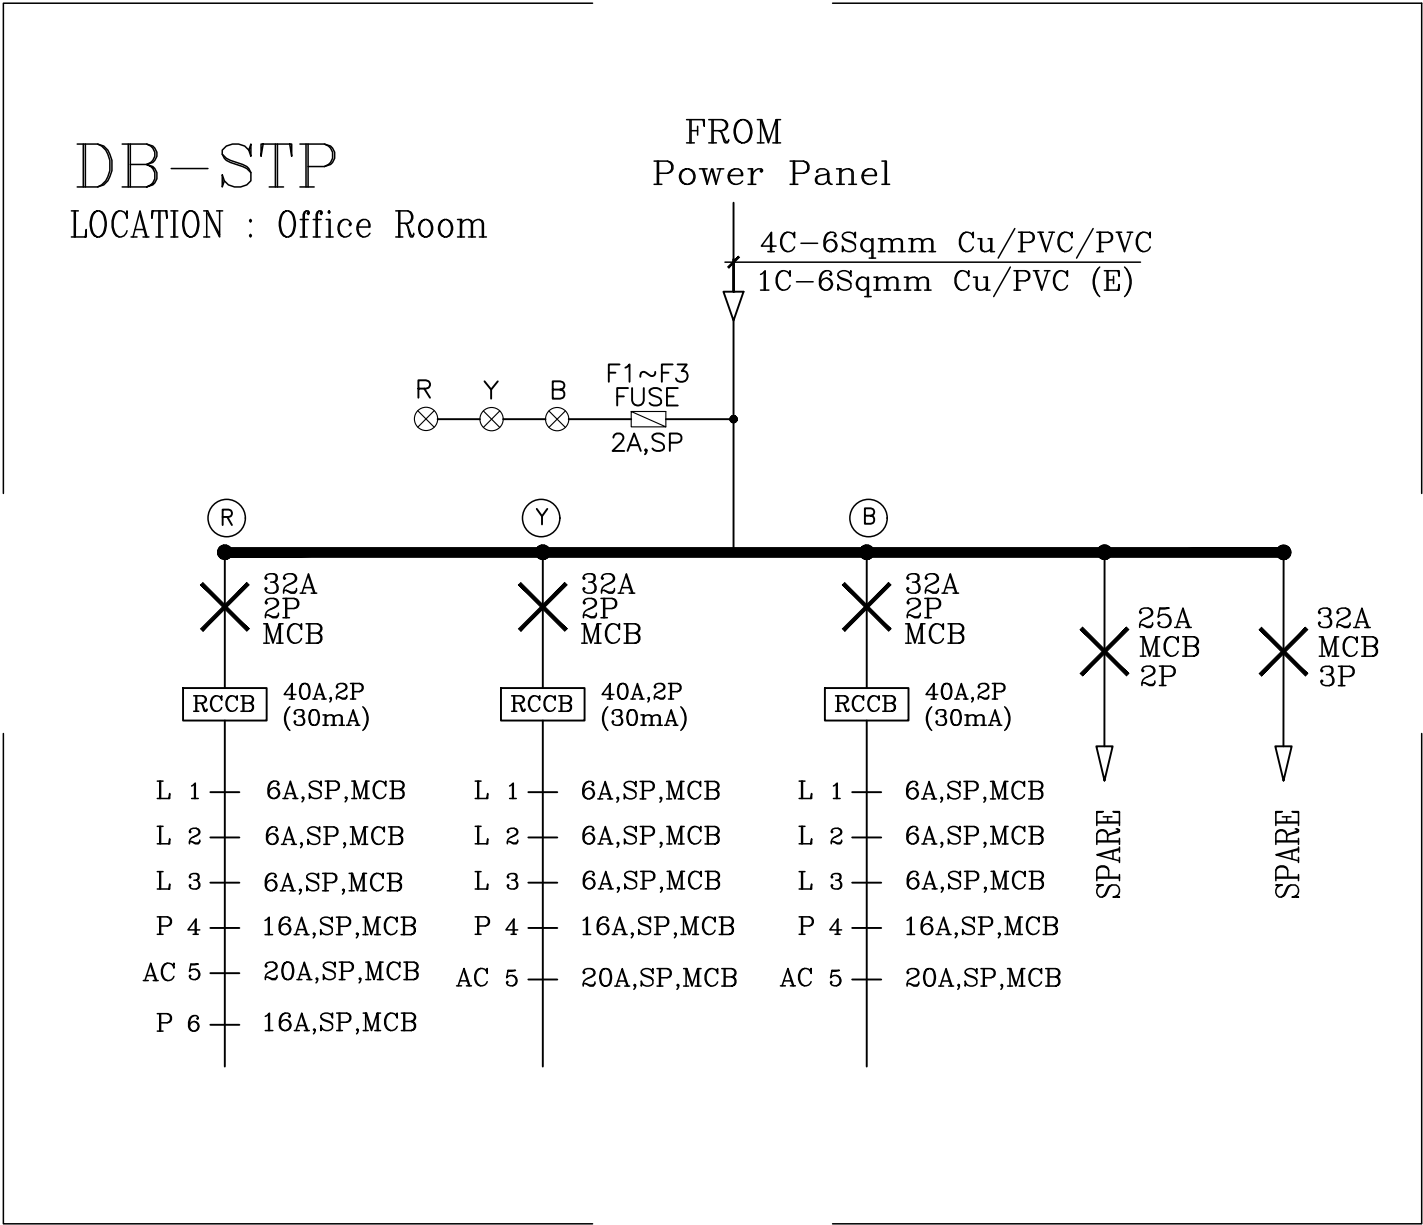 DB-STP
LOCATION : Office Room
FROM
Power Panel
4C-6Sqmm Cu/PVC/PVC
1C-6Sqmm Cu/PVC (E)
R Y B
F1~F3
FUSE
2A,SP
R
32A
2P
MCB
RCCB
40A,2P
(30mA)
L 1 6A,SP,MCB
L 2 6A,SP,MCB
L 3 6A,SP,MCB
P 4 16A,SP,MCB
AC 5 20A,SP,MCB
P 6 16A,SP,MCB
Y
32A
2P
MCB
RCCB
40A,2P
(30mA)
L 1 6A,SP,MCB
L 2 6A,SP,MCB
L 3 6A,SP,MCB
P 4 16A,SP,MCB
AC 5 20A,SP,MCB
B
32A
2P
MCB
RCCB
40A,2P
(30mA)
L 1 6A,SP,MCB
L 2 6A,SP,MCB
L 3 6A,SP,MCB
P 4 16A,SP,MCB
AC 5 20A,SP,MCB
25A
MCB
2P
SPARE
32A
MCB
3P
SPARE